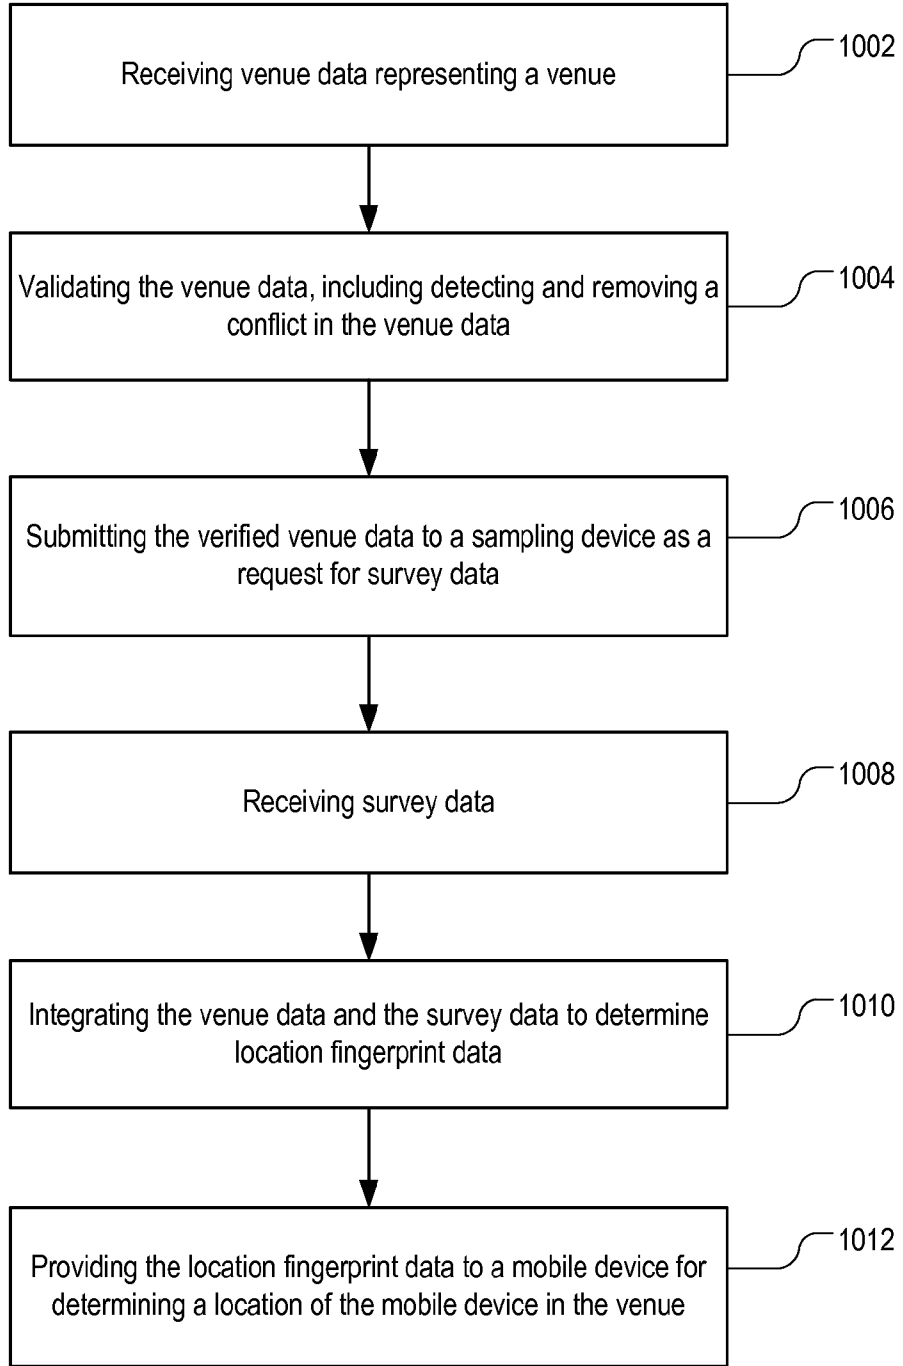 Receiving venue data representing a venue
1002
Validating the venue data, including detecting and removing a
conflict in the venue data
1004
Submitting the verified venue data to a sampling device as a
request for survey data
1006
Receiving survey data
1008
Integrating the venue data and the survey data to determine
location fingerprint data
1010
Providing the location fingerprint data to a mobile device for
determining a location of the mobile device in the venue
1012